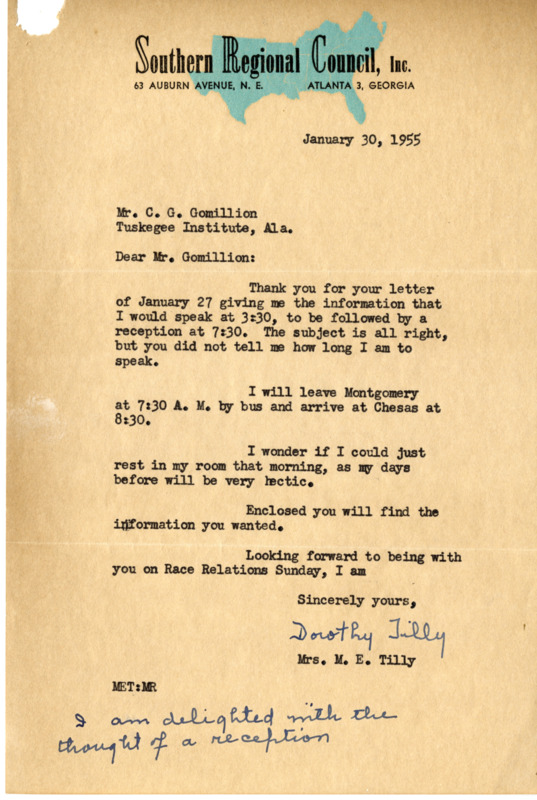 Southern Regional Council, Inc.
63 AUBURN AVENUE, N. E. ATLANTA 3, GEORGIA
January 30, 1955
Mr. C. G. Gomillion
Tuskegee Institute, Ala.
Dear Mr. Gomillion:
Thank you for your letter
of January 27 giving me the information that
I would speak at 3:30, to be followed by a
reception at 7:30. The subject is all right,
but you did not tell me how long I am to
speak.
I will leave Montgomery
at 7:30 A. M. by bus and arrive at Chesas at
8:30.
I wonder if I could just
rest in my room that morning, as my days
before will be very hectic.
Enclosed you will find the
information you wanted.
Looking forward to being with
you on Race Relations Sunday, I am
Sincerely yours,
Dorothy Tilly
Mrs. M. E. Tilly
MET:MR
I am delighted with the
thought of a reception